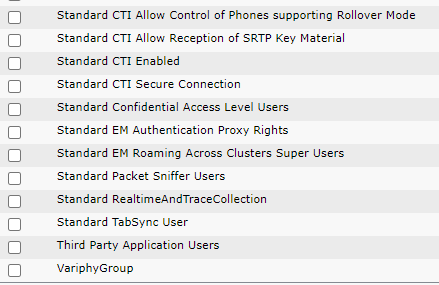 Standard CTI Allow Control of Phones supporting Rollover Mode
Standard CTI Allow Reception of SRTP Key Material
Standard CTI Enabled
Standard CTI Secure Connection
Standard Confidential Access Level Users
Standard EM Authentication Proxy Rights
Standard EM Roaming Across Clusters Super Users
Standard Packet Sniffer Users
Standard RealtimeAndTraceCollection
Standard TabSync User
Third Party Application Users
VariphyGroup